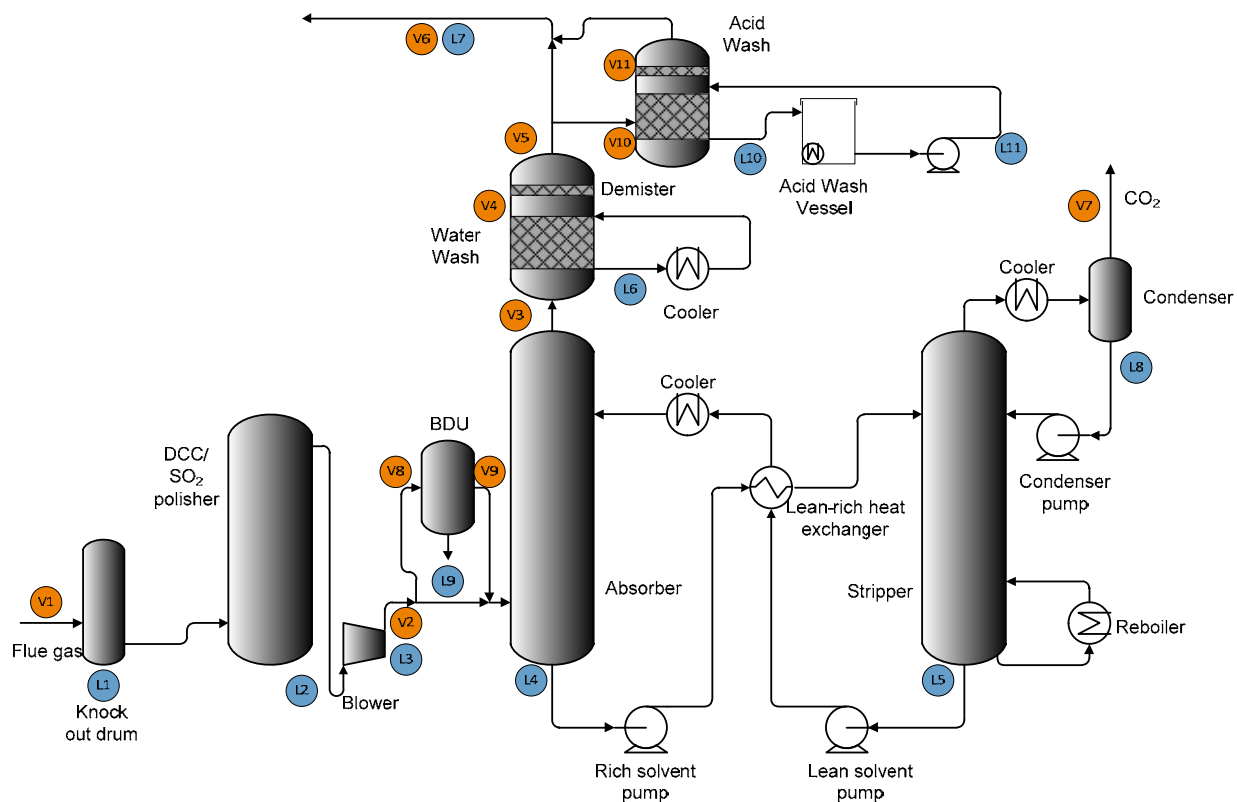 V6
L7
Acid
Wash
V11
V5
V10
L10
L11
Acid Wash
Vessel
Demister
V4
Water
Wash
L6
Cooler
V7
CO₂
Cooler
Condenser
V3
L8
Cooler
BDU
DCC/
SO₂
polisher
V8
V9
Condenser
pump
Lean-rich heat
exchanger
L9
Absorber
Stripper
V1
Flue gas
V2
L3
Reboiler
L1
L2
Blower
L4
L5
Knock
out drum
Rich solvent
pump
Lean solvent
pump